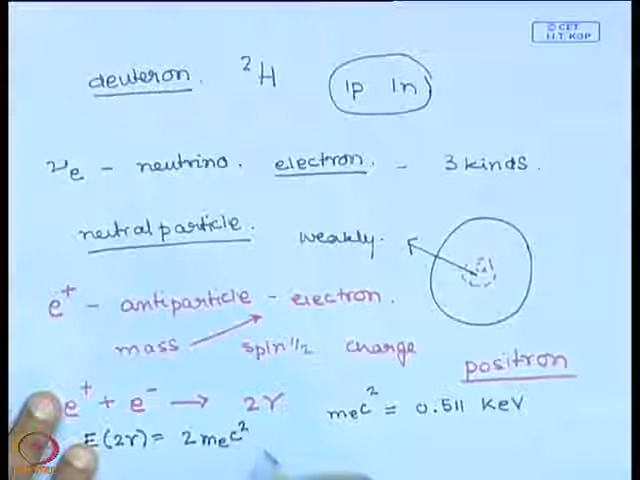 © CET
I.I.T. KGP
deuteron. ²H 1p 1n
νe – neutrino. electron. – 3 kinds.
neutral particle. weakly.
e⁺ – antiparticle – electron.
mass spin 1/2 charge
positron
e⁺ + e⁻ → 2γ mec² = 0.511 KeV
E(2γ) = 2mec²